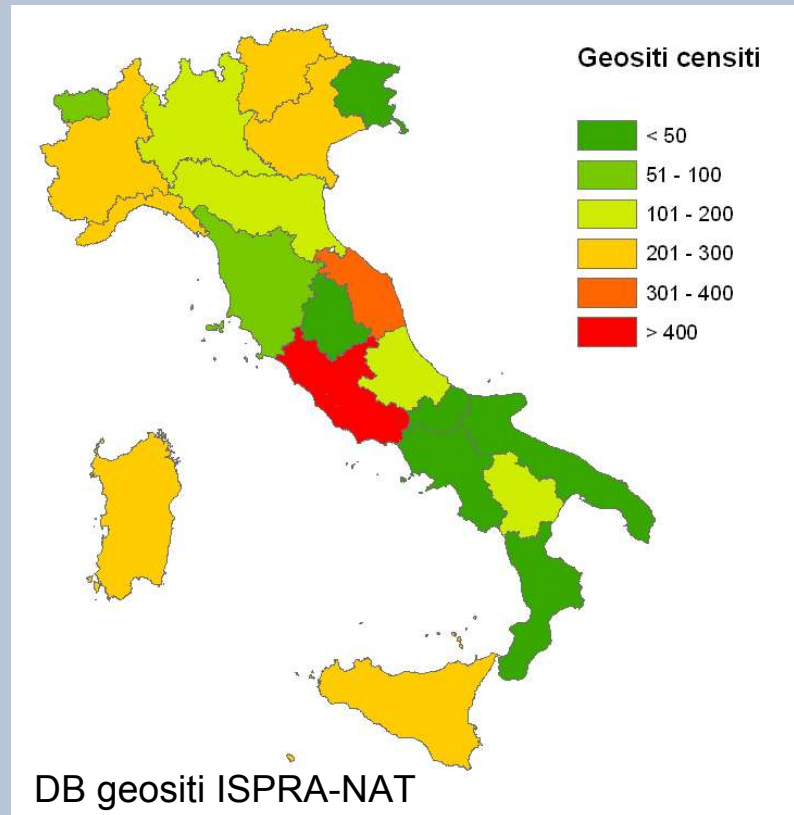 Geositi censiti
< 50
51 - 100
101 - 200
201 - 300
301 - 400
> 400
DB geositi ISPRA-NAT